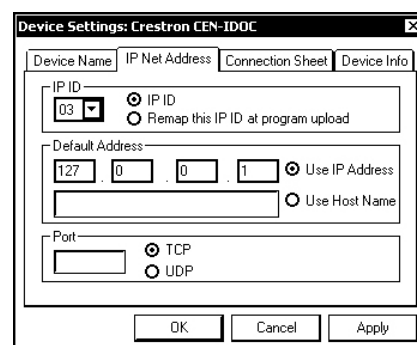 Device Settings: Crestron CEN-IDOC
Device Name IP Net Address Connection Sheet Device Info
IP ID
03 IP ID
Remap this IP ID at program upload
Default Address
127 . 0 . 0 . 1 Use IP Address
Use Host Name
Port
TCP
UDP
OK Cancel Apply